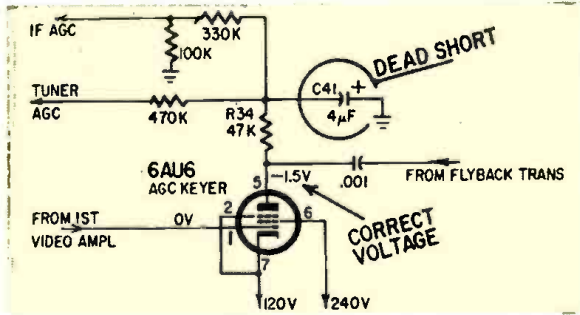 IF AGC
330K
100K
DEAD SHORT
TUNER
AGC
470K
R34
47K
C41
+
4µF
6AU6
AGC KEYER
5
-1.5V
.001
FROM FLYBACK TRANS
FROM 1ST
VIDEO AMPL
0V
2
1
6
7
CORRECT
VOLTAGE
120V
240V